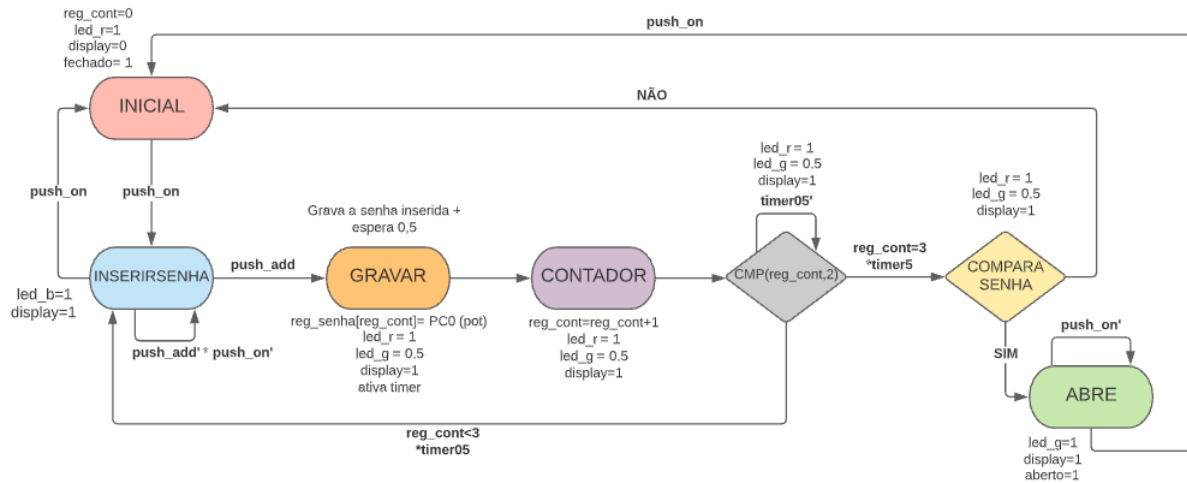 reg_cont=0
led_r=1
display=0
fechado= 1
push_on
INICIAL
NÃO
push_on
push_on
led_r = 1
led_g = 0.5
display=1
timer05'
led_r = 1
led_g = 0.5
display=1
Grava a senha inserida +
espera 0,5
INSERIRSENHA
push_add
GRAVAR
CONTADOR
CMP(reg_cont,2)
reg_cont=3
*timer5
COMPARA
SENHA
led_b=1
display=1
push_add' * push_on'
reg_senha[reg_cont]= PC0 (pot)
led_r = 1
led_g = 0.5
display=1
ativa timer
reg_cont=reg_cont+1
led_r = 1
led_g = 0.5
display=1
push_on'
SIM
ABRE
reg_cont<3
*timer05
led_g=1
display=1
aberto=1